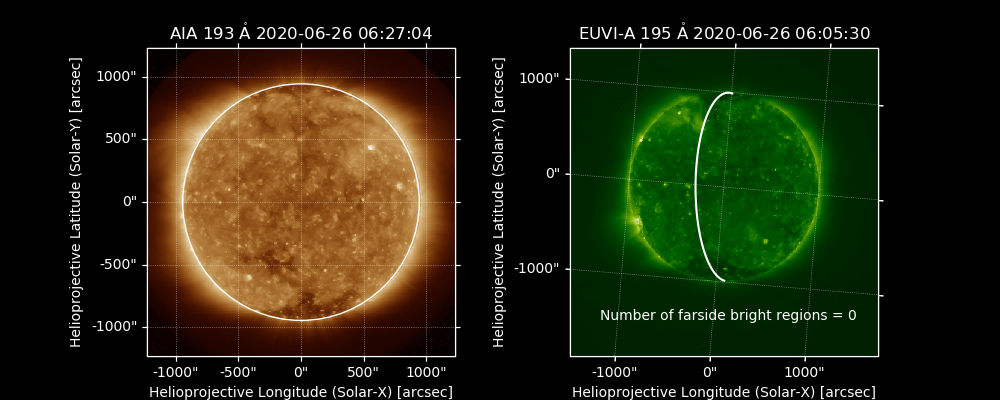 AIA 193 Å 2020-06-26 06:27:04
1000"
500"
0"
-500"
-1000"
Helioprojective Latitude (Solar-Y) [arcsec]
-1000"
-500"
0"
500"
1000"
Helioprojective Longitude (Solar-X) [arcsec]
EUVI-A 195 Å 2020-06-26 06:05:30
1000"
0"
-1000"
Helioprojective Latitude (Solar-Y) [arcsec]
Number of farside bright regions = 0
-1000"
0"
1000"
Helioprojective Longitude (Solar-X) [arcsec]